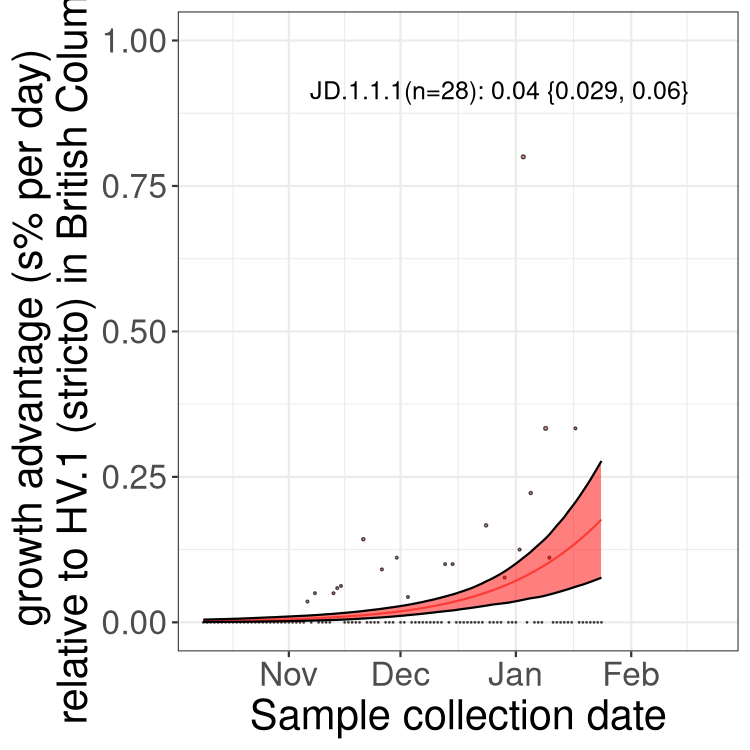 growth advantage (s% per day)
relative to HV.1 (stricto) in British Colum
1.00
0.75
0.50
0.25
0.00
JD.1.1.1(n=28): 0.04 {0.029, 0.06}
Nov Dec Jan Feb
Sample collection date